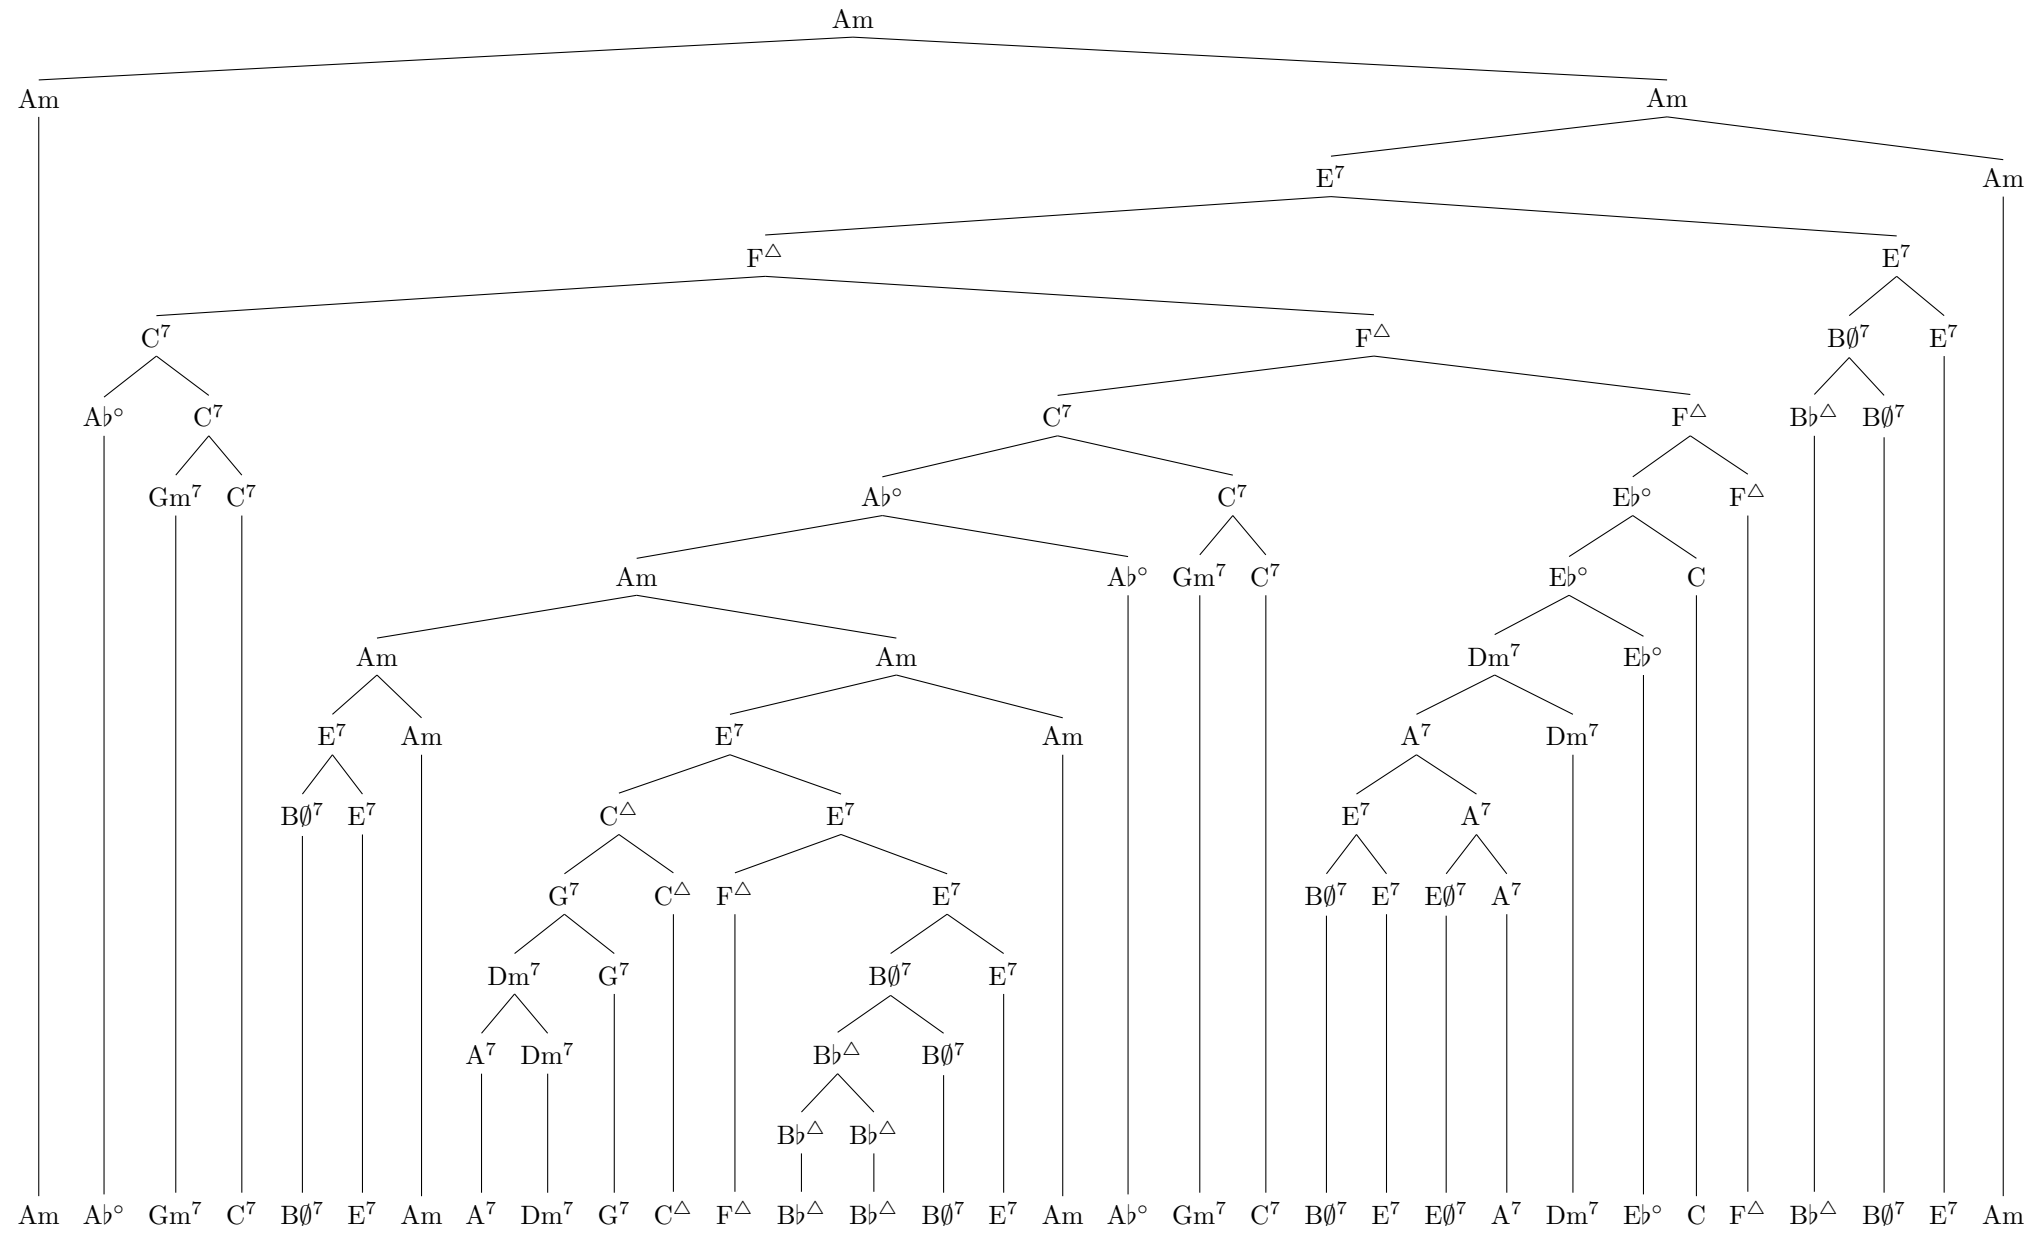 Am
Am Am
E⁷ Am
F△ E⁷
C⁷ F△ B∅⁷ E⁷
A♭° C⁷ C⁷ F△ B♭△ B∅⁷
Gm⁷ C⁷ A♭° C⁷ E♭° F△
Am A♭° Gm⁷ C⁷ E♭° C
Am Am Dm⁷ E♭°
E⁷ Am E⁷ Am A⁷ Dm⁷
B∅⁷ E⁷ C△ E⁷ E⁷ A⁷
G⁷ C△ F△ E⁷ B∅⁷ E⁷ E∅⁷ A⁷
Dm⁷ G⁷ B∅⁷ E⁷
A⁷ Dm⁷ B♭△ B∅⁷
B♭△ B♭△
Am A♭° Gm⁷ C⁷ B∅⁷ E⁷ Am A⁷ Dm⁷ G⁷ C△ F△ B♭△ B♭△ B∅⁷ E⁷ Am A♭° Gm⁷ C⁷ B∅⁷ E⁷ E∅⁷ A⁷ Dm⁷ E♭° C F△ B♭△ B∅⁷ E⁷ Am